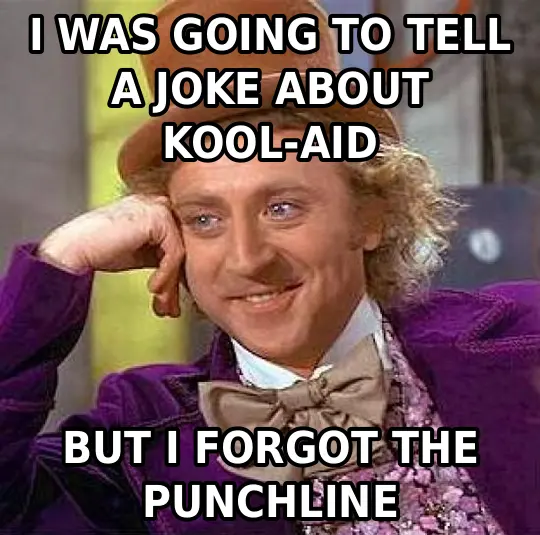 I WAS GOING TO TELL
A JOKE ABOUT
KOOL-AID
BUT I FORGOT THE
PUNCHLINE